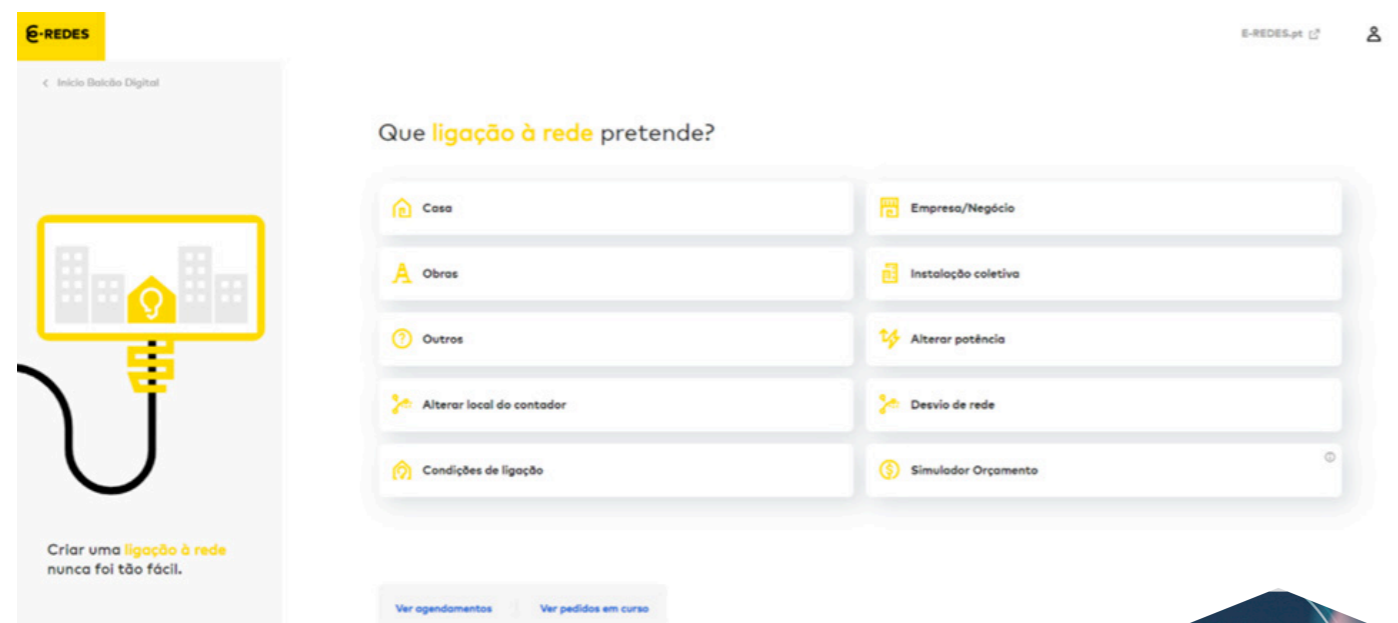 E-REDES
E-REDES.pt
Início Balcão Digital
Que ligação à rede pretende?
Casa
Empresa/Negócio
Obras
Instalação coletiva
Outros
Alterar potência
Alterar local do contador
Desvio de rede
Condições de ligação
Simulador Orçamento
Criar uma ligação à rede
nunca foi tão fácil.
Ver agendamentos
Ver pedidos em curso